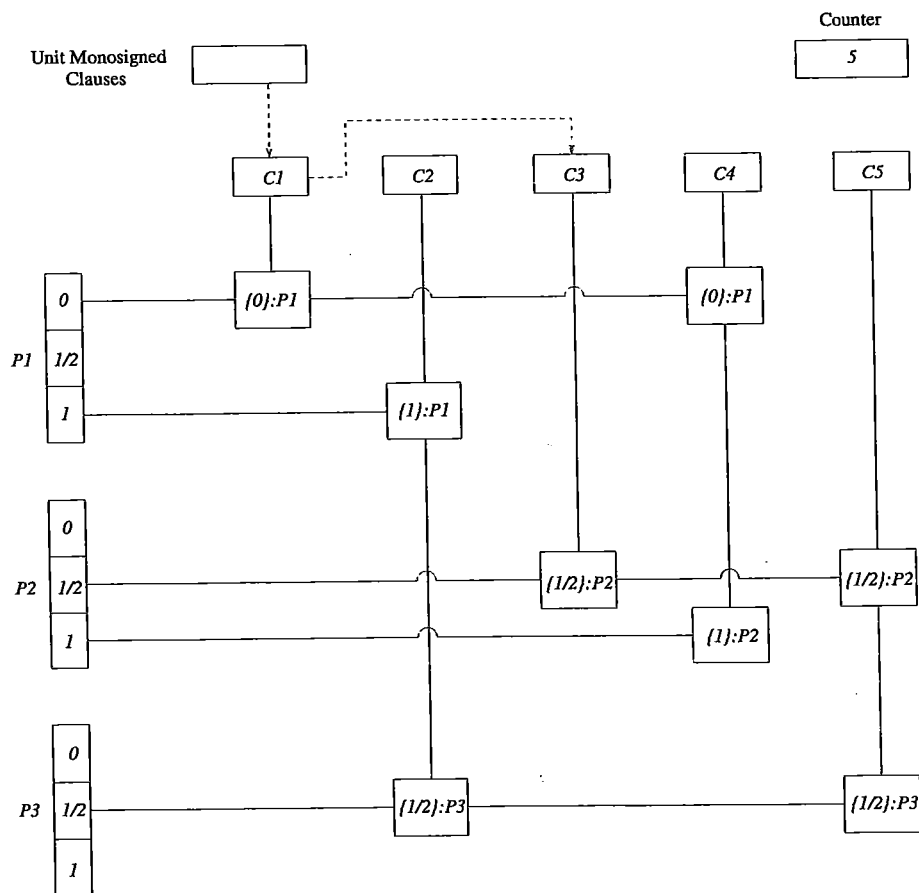 Counter
Unit Monosigned
Clauses
5
C1
C2
C3
C4
C5
0
{0}:P1
{0}:P1
P1
1/2
1
{1}:P1
0
P2
1/2
{1/2}:P2
{1/2}:P2
1
{1}:P2
0
P3
1/2
{1/2}:P3
{1/2}:P3
1